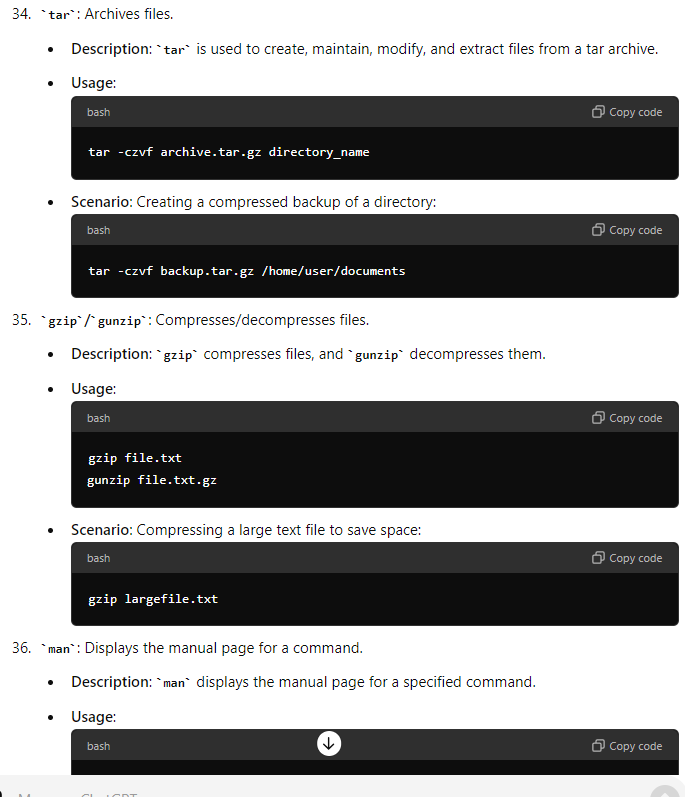 34. `tar`: Archives files.
• Description: `tar` is used to create, maintain, modify, and extract files from a tar archive.
• Usage:
bash Copy code
tar -czvf archive.tar.gz directory_name
• Scenario: Creating a compressed backup of a directory:
bash Copy code
tar -czvf backup.tar.gz /home/user/documents
35. `gzip`/`gunzip`: Compresses/decompresses files.
• Description: `gzip` compresses files, and `gunzip` decompresses them.
• Usage:
bash Copy code
gzip file.txt
gunzip file.txt.gz
• Scenario: Compressing a large text file to save space:
bash Copy code
gzip largefile.txt
36. `man`: Displays the manual page for a command.
• Description: `man` displays the manual page for a specified command.
• Usage:
bash Copy code